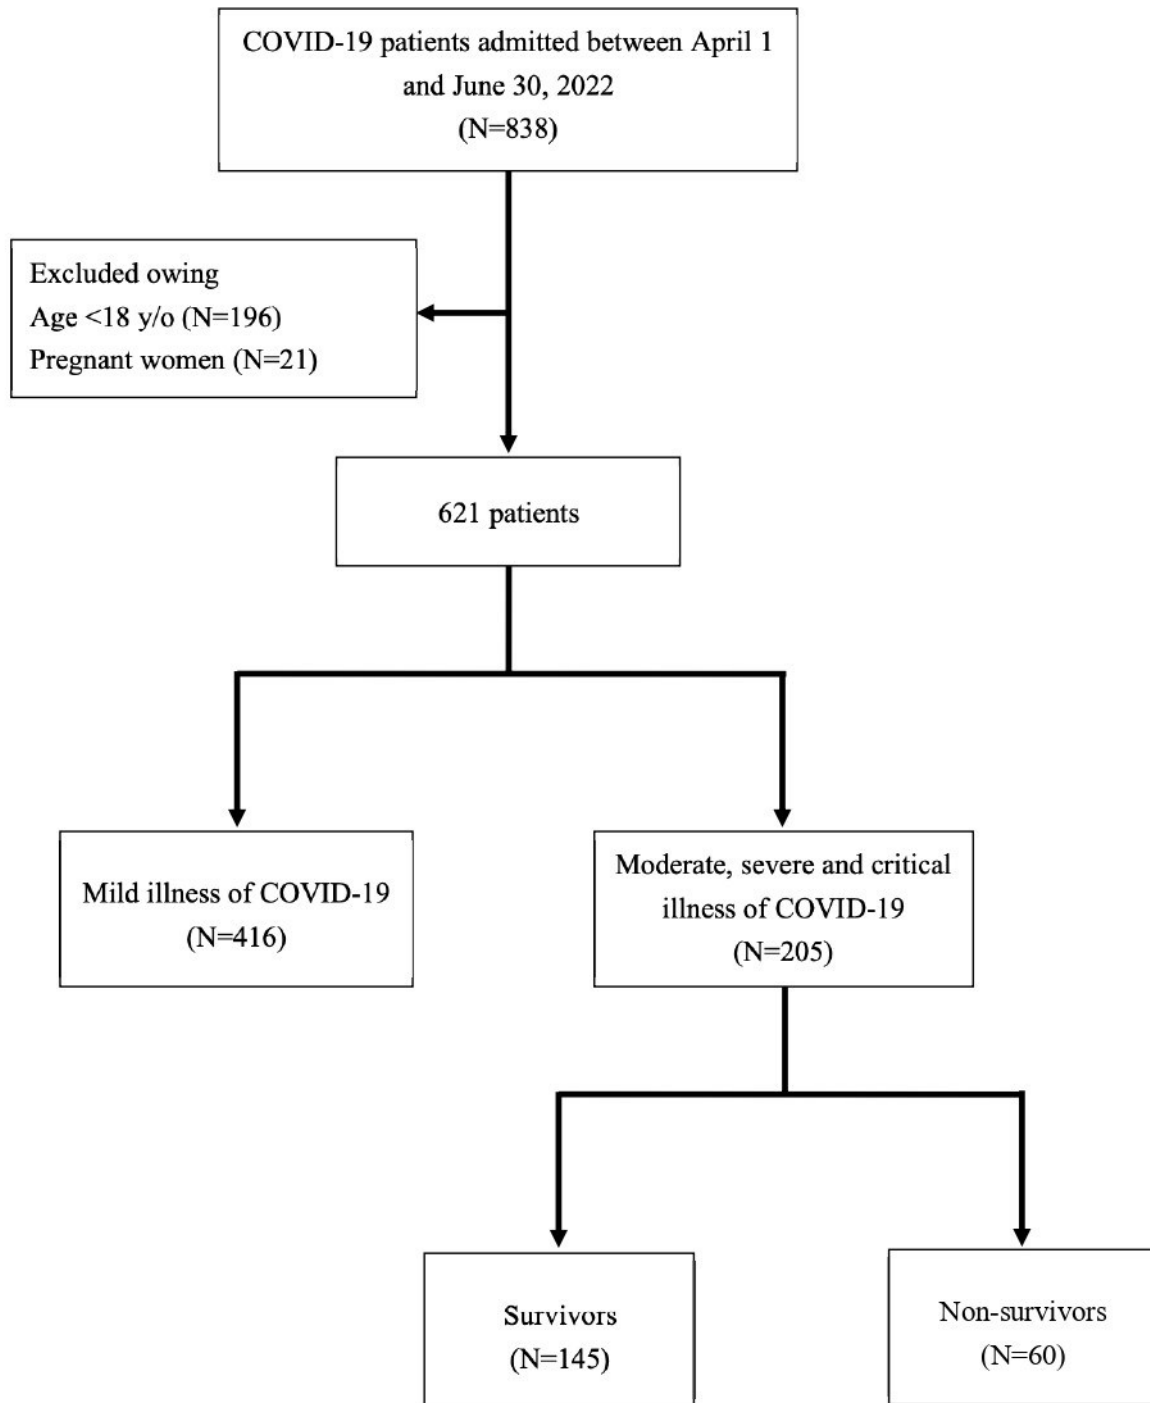 COVID-19 patients admitted between April 1
and June 30, 2022
(N=838)
Excluded owing
Age <18 y/o (N=196)
Pregnant women (N=21)
621 patients
Mild illness of COVID-19
(N=416)
Moderate, severe and critical
illness of COVID-19
(N=205)
Survivors
(N=145)
Non-survivors
(N=60)